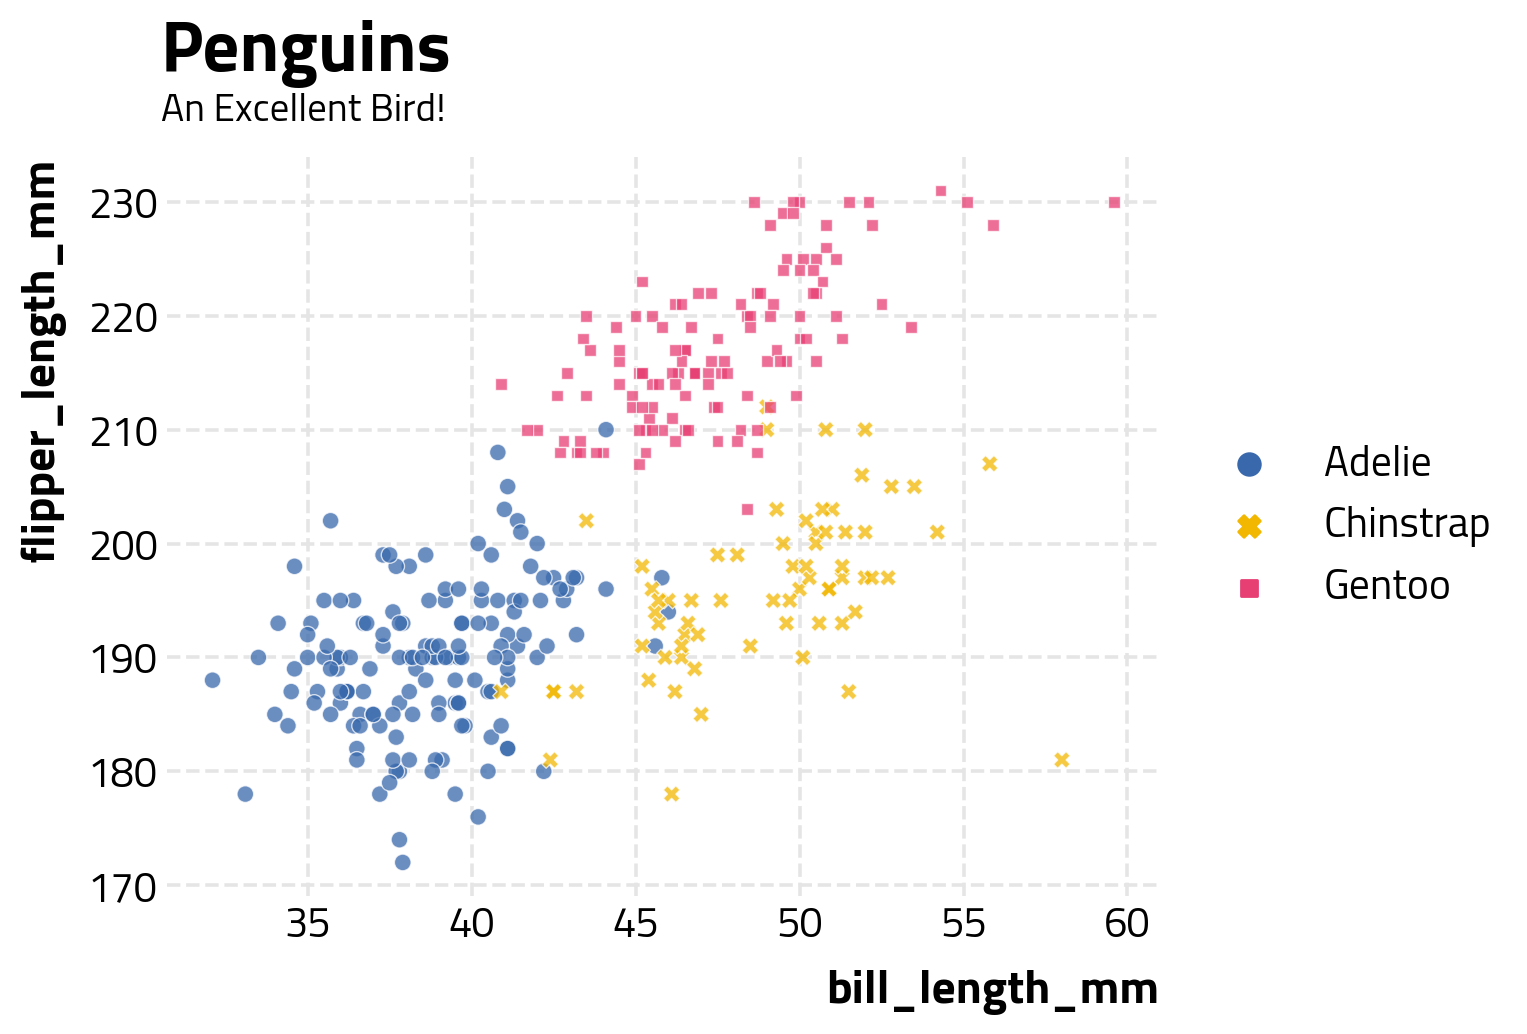 Penguins
An Excellent Bird!
flipper_length_mm
230
220
210
200
190
180
170
35 40 45 50 55 60
bill_length_mm
Adelie
Chinstrap
Gentoo